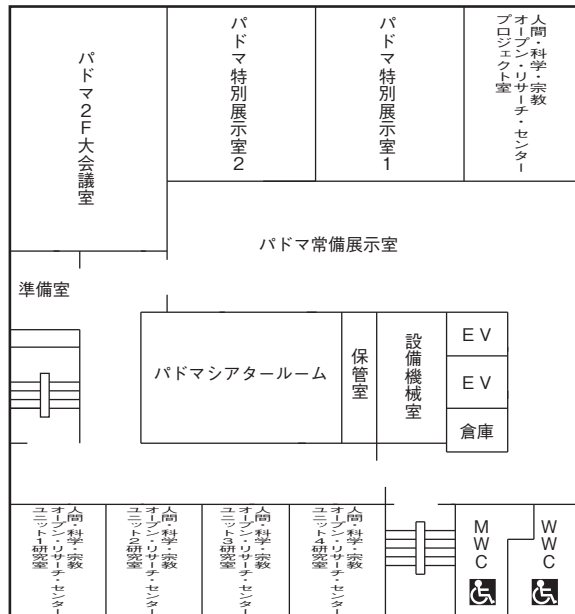 パドマ2F大会議室
パドマ特別展示室2
パドマ特別展示室1
人間・科学・宗教
オープン・リサーチ・センター
プロジェクト室
パドマ常備展示室
準備室
パドマシアタールーム
保管室
設備機械室
EV
EV
倉庫
人間・科学・宗教
オープン・リサーチ・センター
ユニット1研究室
人間・科学・宗教
オープン・リサーチ・センター
ユニット2研究室
人間・科学・宗教
オープン・リサーチ・センター
ユニット3研究室
人間・科学・宗教
オープン・リサーチ・センター
ユニット4研究室
MWC
WWC